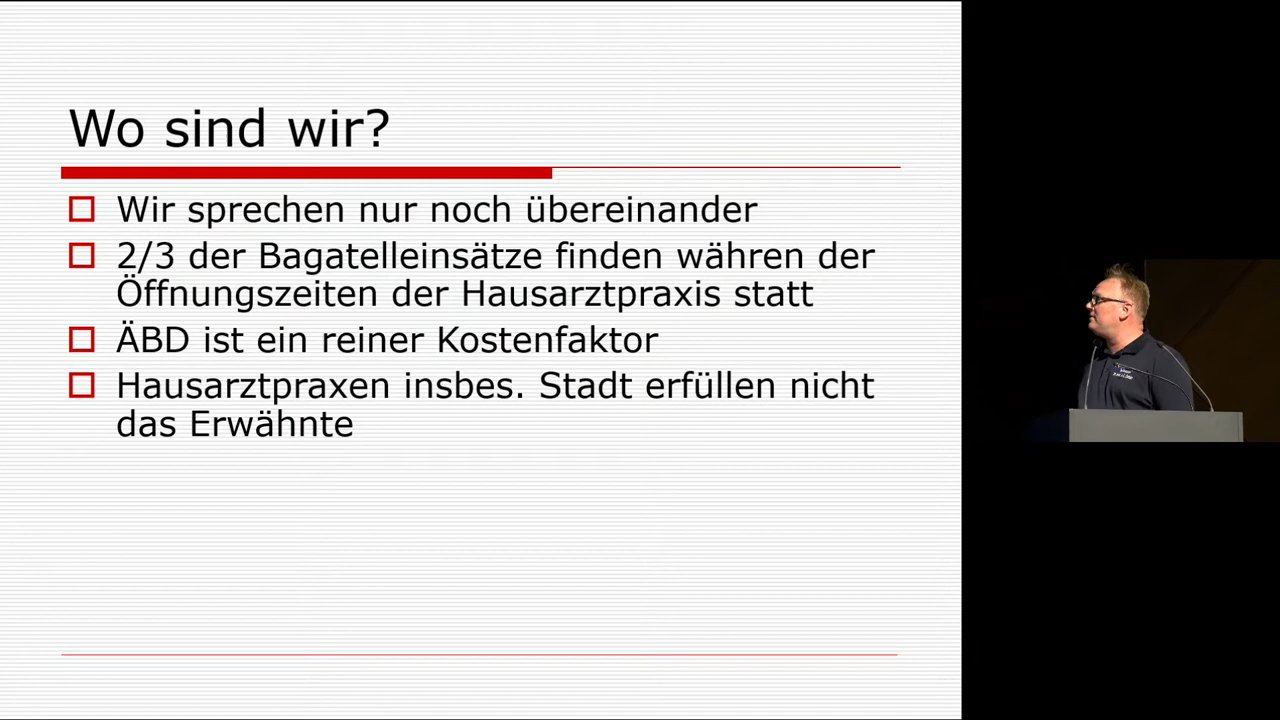 Wo sind wir?
Wir sprechen nur noch übereinander
2/3 der Bagatelleinsätze finden währen der
Öffnungszeiten der Hausarztpraxis statt
ÄBD ist ein reiner Kostenfaktor
Hausarztpraxen insbes. Stadt erfüllen nicht
das Erwähnte